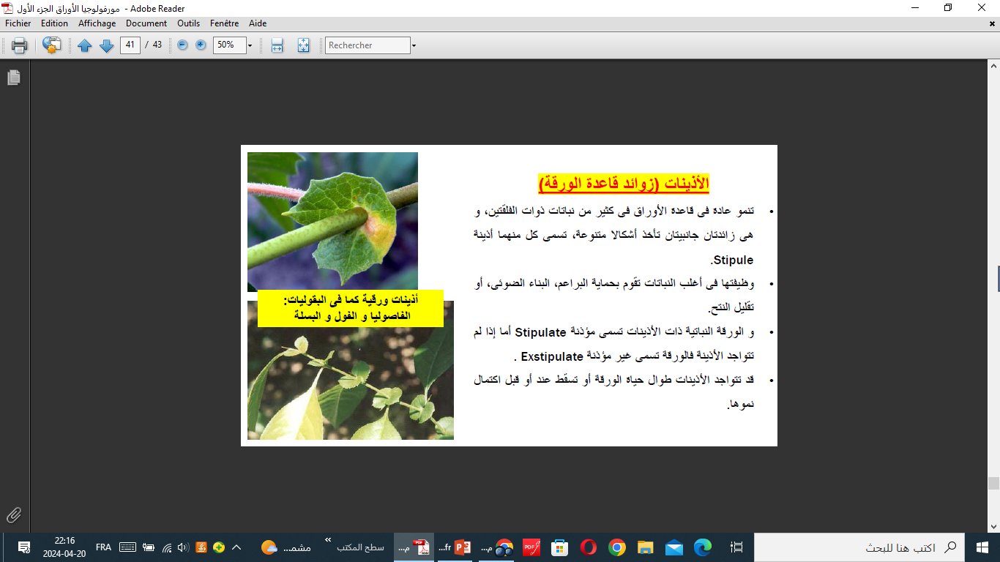 مورفولوجيا الأوراق الجزء الأول - Adobe Reader
Fichier Edition Affichage Document Outils Fenêtre Aide
41 / 43 50% Rechercher
الأذينات (زوائد قاعدة الورقة)
• تنمو عادة فى قاعدة الأوراق فى كثير من نباتات ذوات الفلقتين، و
هى زائدتان جانبيتان تأخذ أشكالا متنوعة، تسمى كل منهما أذينة
Stipule.
• وظيفتها فى أغلب النباتات تقوم بحماية البراعم، البناء الضوئى، أو
تقليل النتح.
• و الورقة النباتية ذات الأذينات تسمى مؤذنة Stipulate أما إذا لم
تتواجد الأذينة فالورقة تسمى غير مؤذنة Exstipulate .
• قد تتواجد الأذينات طوال حياة الورقة أو تسقط عند أو قبل اكتمال
نموها.
أذينات ورقية كما فى البقوليات:
الفاصوليا و الفول و البسلة
22:16
2024-04-20
FRA
مشم...
سطح المكتب
م...
fr...
م...
PDF
اكتب هنا للبحث